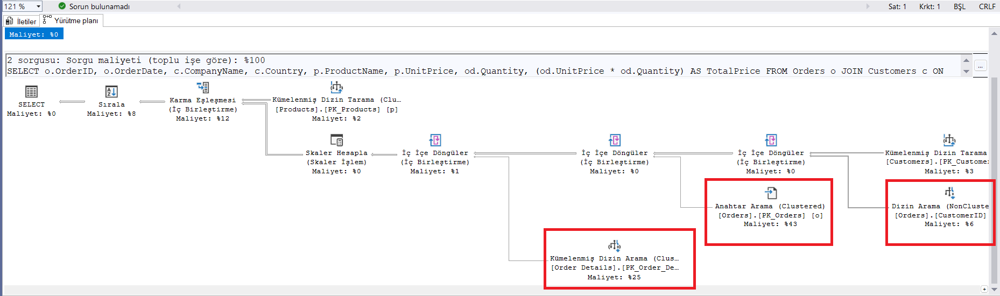 121 %
Sorun bulunamadı
Sat: 1
Krkt: 1
BŞL
CRLF
İletiler
Yürütme planı
Maliyet: %0
2 sorgusu: Sorgu maliyeti (toplu işe göre): %100
SELECT o.OrderID, o.OrderDate, c.CompanyName, c.Country, p.ProductName, p.UnitPrice, od.Quantity, (od.UnitPrice * od.Quantity) AS TotalPrice FROM Orders o JOIN Customers c ON
...
SELECT
Maliyet: %0
Sırala
Maliyet: %8
Karma Eşleşmesi
(İç Birleştirme)
Maliyet: %12
Kümelenmiş Dizin Tarama (Clu...
[Products].[PK_Products] [p]
Maliyet: %2
Skaler Hesapla
(Skaler İşlem)
Maliyet: %0
İç İçe Döngüler
(İç Birleştirme)
Maliyet: %1
İç İçe Döngüler
(İç Birleştirme)
Maliyet: %0
İç İçe Döngüler
(İç Birleştirme)
Maliyet: %0
Kümelenmiş Dizin Tarama
[Customers].[PK_Customer
Maliyet: %3
Anahtar Arama (Clustered)
[Orders].[PK_Orders] [o]
Maliyet: %43
Dizin Arama (NonCluste
[Orders].[CustomerID]
Maliyet: %6
Kümelenmiş Dizin Arama (Clus...
[Order Details].[PK_Order_De...
Maliyet: %25